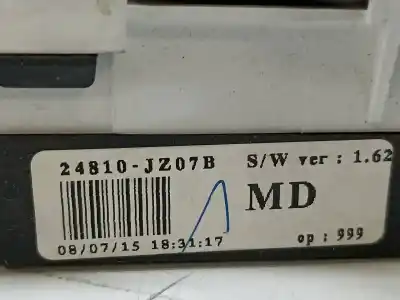 24810-JZ07B S/W ver : 1.62
MD
08/07/15 18:31:17 op : 999